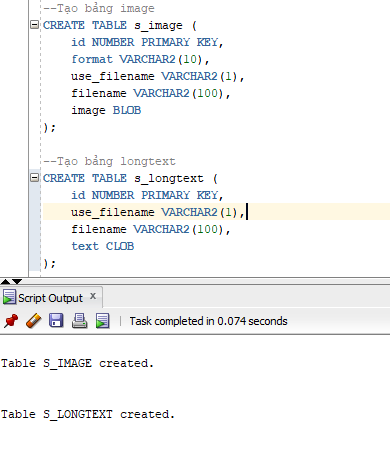 --Tạo bảng image
CREATE TABLE s_image (
id NUMBER PRIMARY KEY,
format VARCHAR2(10),
use_filename VARCHAR2(1),
filename VARCHAR2(100),
image BLOB
);
--Tạo bảng longtext
CREATE TABLE s_longtext (
id NUMBER PRIMARY KEY,
use_filename VARCHAR2(1),
filename VARCHAR2(100),
text CLOB
);
Script Output x
Task completed in 0.074 seconds
Table S_IMAGE created.
Table S_LONGTEXT created.